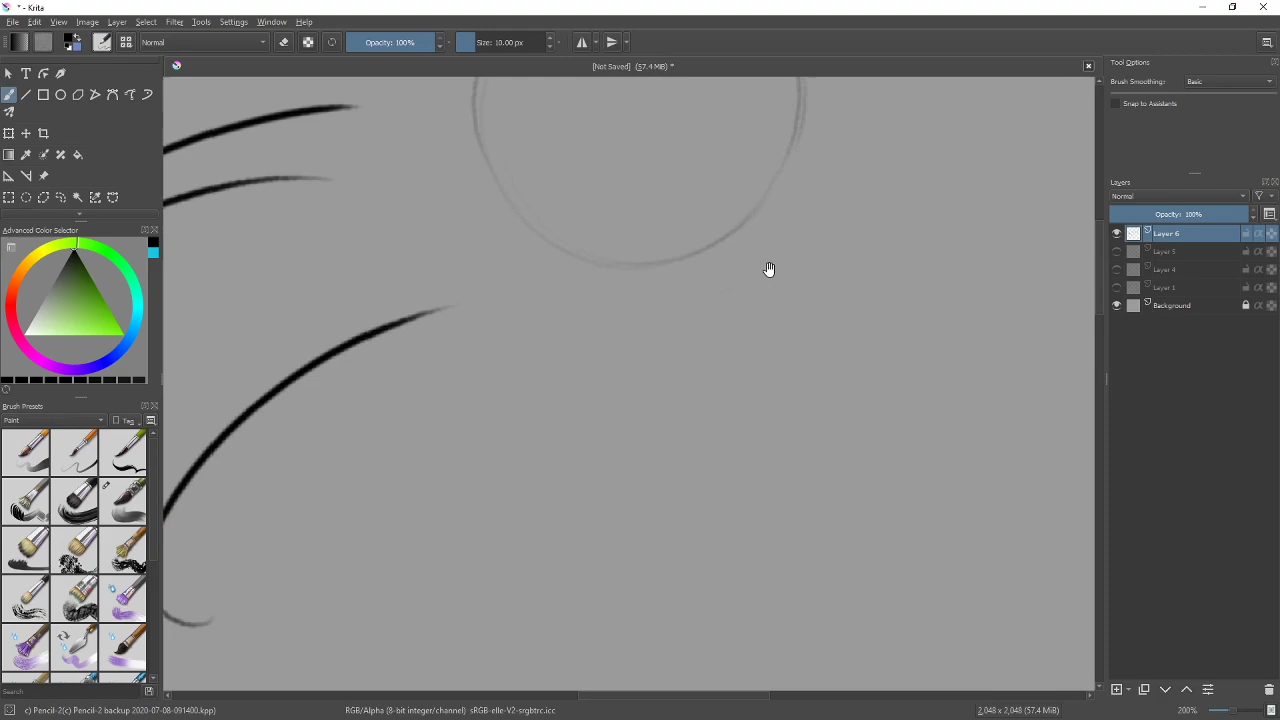 * - Krita
File Edit View Image Layer Select Filter Tools Settings Window Help
Normal Opacity: 100% Size: 10.00 px
[Not Saved] (57.4 MiB) *
Tool Options
Brush Smoothing: Basic
Snap to Assistants
Layers
Normal
Opacity: 100%
Layer 6
Layer 5
Layer 4
Layer 1
Background
Advanced Color Selector
Brush Presets
Paint Tag
Search
c) Pencil-2(c) Pencil-2 backup 2020-07-08-091400.kpp) RGB/Alpha (8-bit integer/channel) sRGB-elle-V2-srgbtrc.icc 2,048 x 2,048 (57.4 MiB) 200%